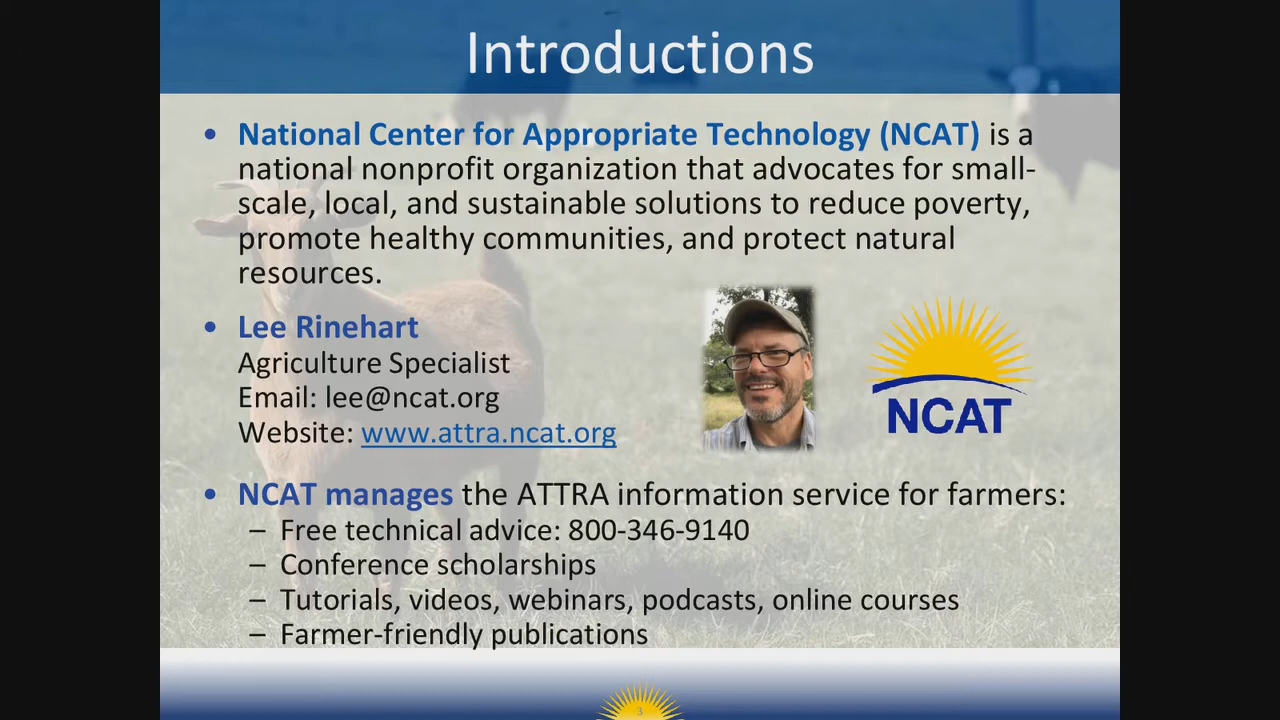 Introductions
• National Center for Appropriate Technology (NCAT) is a
national nonprofit organization that advocates for small-
scale, local, and sustainable solutions to reduce poverty,
promote healthy communities, and protect natural
resources.
• Lee Rinehart
Agriculture Specialist
Email: lee@ncat.org
Website: www.attra.ncat.org
NCAT
• NCAT manages the ATTRA information service for farmers:
– Free technical advice: 800-346-9140
– Conference scholarships
– Tutorials, videos, webinars, podcasts, online courses
– Farmer-friendly publications
3